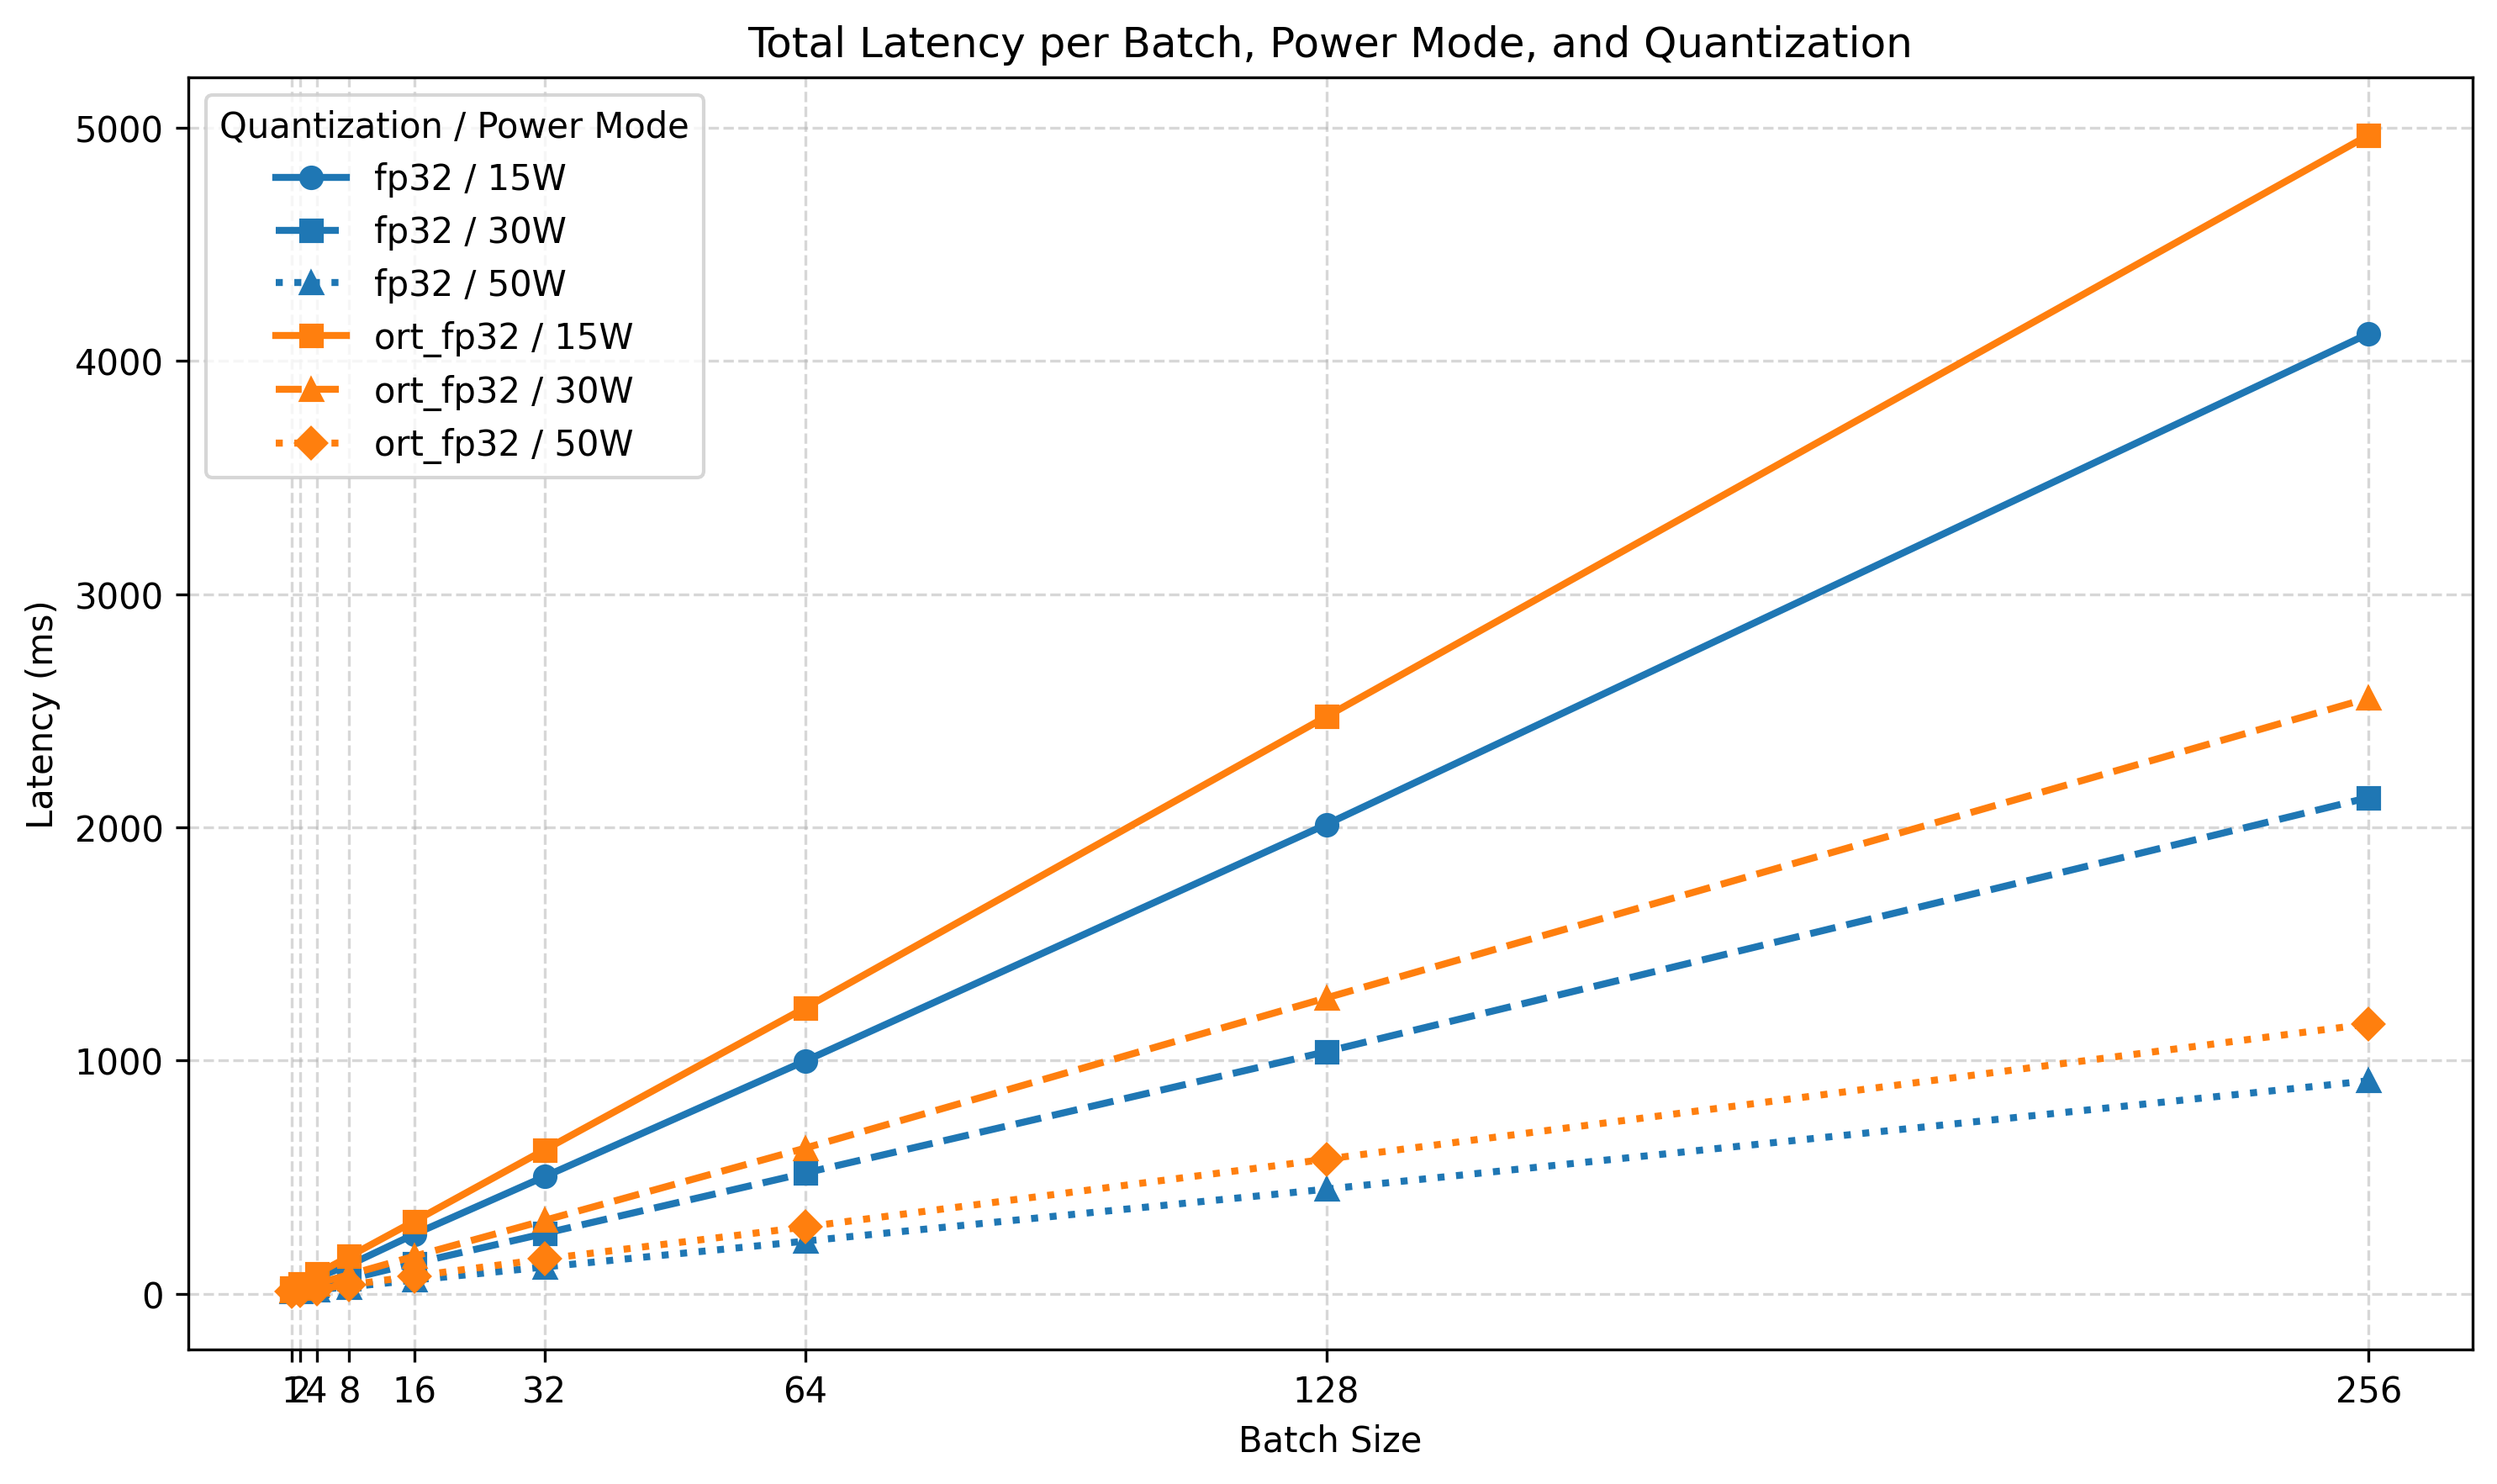 Total Latency per Batch, Power Mode, and Quantization
Quantization / Power Mode
fp32 / 15W
fp32 / 30W
fp32 / 50W
ort_fp32 / 15W
ort_fp32 / 30W
ort_fp32 / 50W
5000
4000
3000
2000
1000
0
Latency (ms)
1 2 4 8 16 32 64 128 256
Batch Size